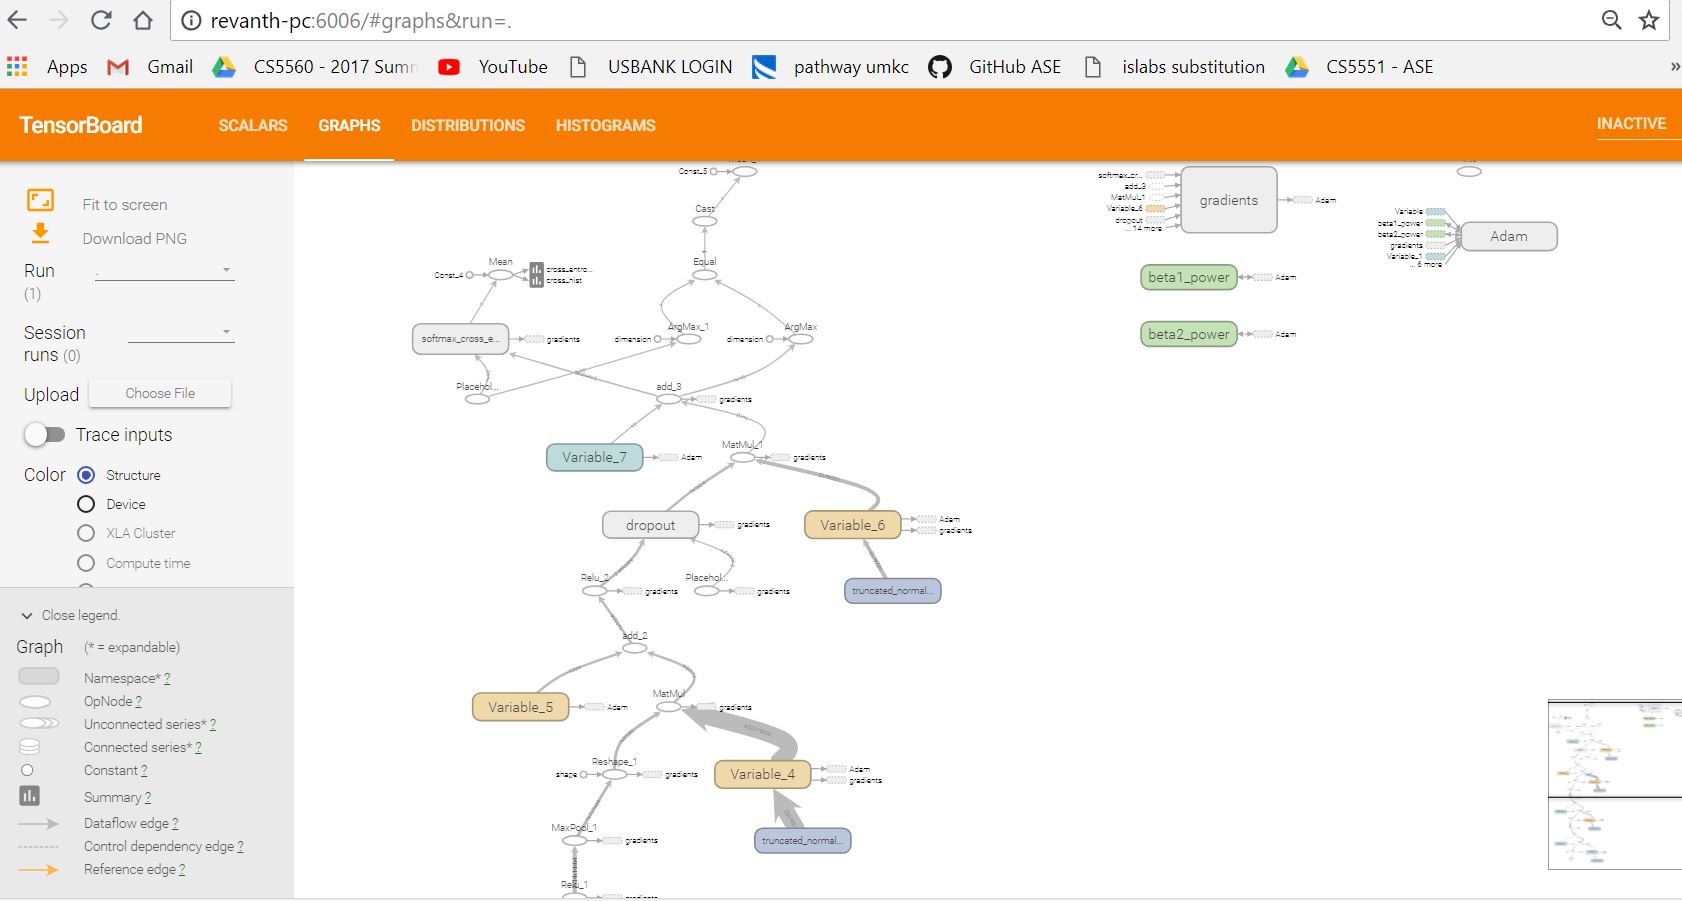 revanth-pc:6006/#graphs&run=.
Apps Gmail CS5560 - 2017 Summ YouTube USBANK LOGIN pathway umkc GitHub ASE islabs substitution CS5551 - ASE »
TensorBoard SCALARS GRAPHS DISTRIBUTIONS HISTOGRAMS INACTIVE
Fit to screen
Download PNG
Run
(1)
.
Session
runs (0)
Upload Choose File
Trace inputs
Color Structure
Device
XLA Cluster
Compute time
Close legend.
Graph (* = expandable)
Namespace* ?
OpNode ?
Unconnected series* ?
Connected series* ?
Constant ?
Summary ?
Dataflow edge ?
Control dependency edge ?
Reference edge ?
Const_5
Cast
Equal
Mean
Const_4
cross_entro...
cross_hist
ArgMax_1
ArgMax
dimension
dimension
softmax_cross_e...
gradients
Placehol...
add_3
gradients
MatMul_1
gradients
Variable_7
Adam
dropout
gradients
Variable_6
Adam
gradients
truncated_normal...
Relu_2
gradients
Placehol...
gradients
add_2
Variable_5
Adam
MatMul
gradients
Reshape_1
shape
gradients
Variable_4
Adam
gradients
truncated_normal...
MaxPool_1
gradients
Relu_1
gradients
softmax_cr...
add_3
MatMul_1
Variable_6
dropout
... 14 more
gradients
Adam
beta1_power
Adam
beta2_power
Adam
Variable
beta1_power
beta2_power
gradients
Variable_1
... 6 more
Adam